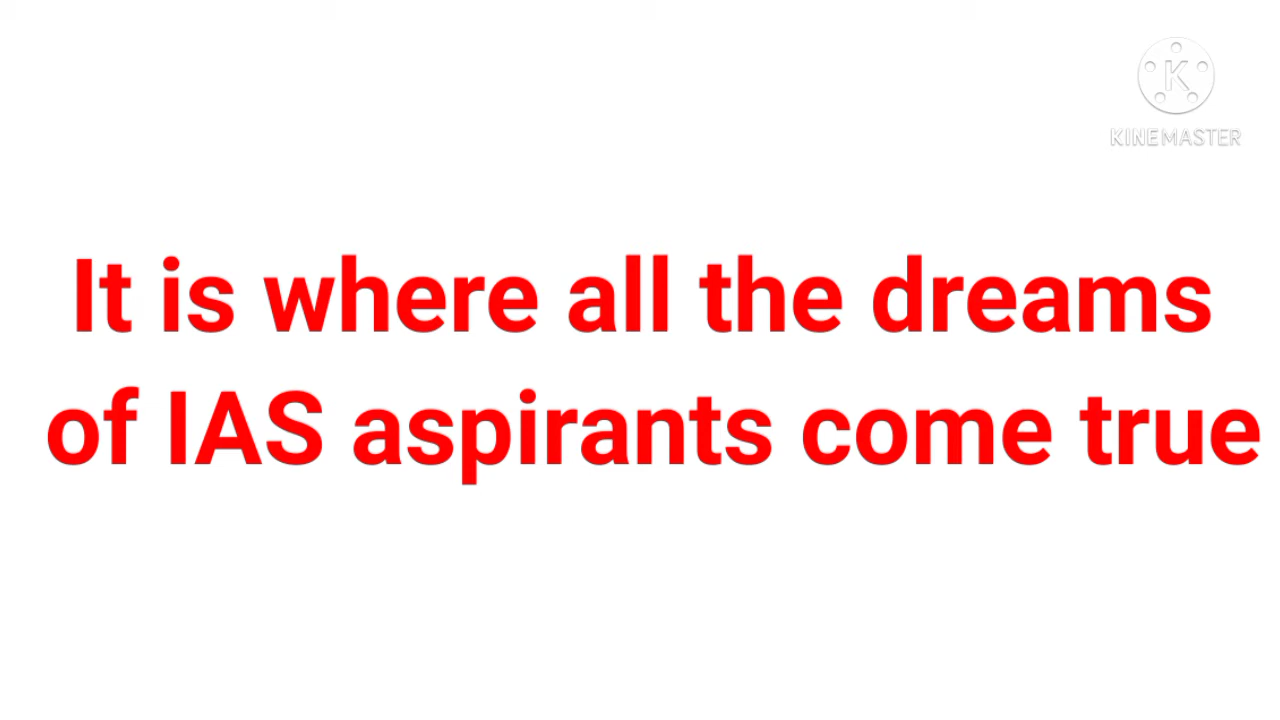 KINEMASTER
It is where all the dreams
of IAS aspirants come true